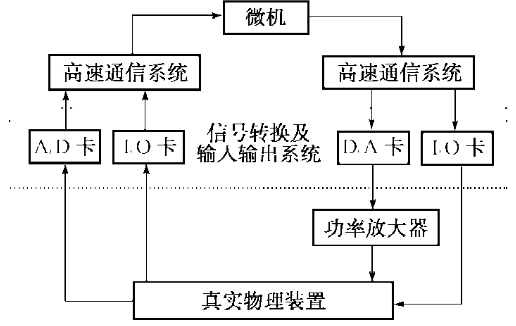 微机
高速通信系统
高速通信系统
A/D 卡
I/O 卡
信号转换及
输入输出系统
D/A 卡
I/O 卡
功率放大器
真实物理装置